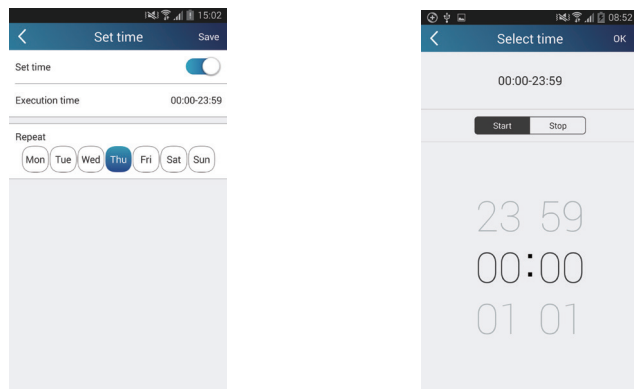 15:02
Set time
Save
Set time
Execution time 00:00-23:59
Repeat
Mon Tue Wed Thu Fri Sat Sun
08:52
Select time
OK
00:00-23:59
Start Stop
23 59
00:00
01 01